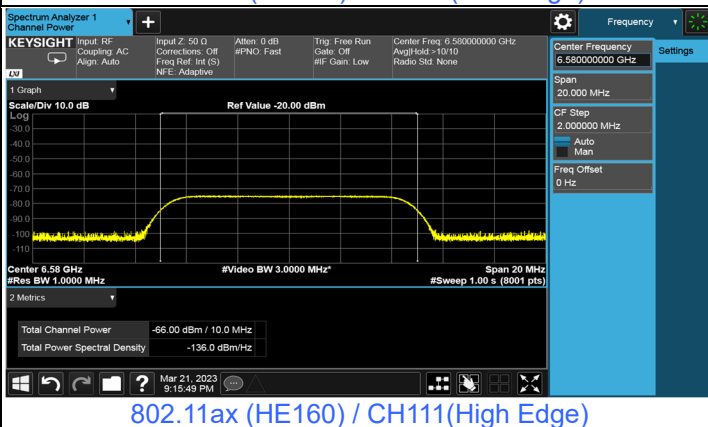 Spectrum Analyzer 1
Channel Power
+
Frequency
KEYSIGHT
Input: RF
Coupling: AC
Align: Auto
Input Z: 50 Ω
Corrections: Off
Freq Ref: Int (S)
NFE: Adaptive
Atten: 0 dB
#PNO: Fast
Trig: Free Run
Gate: Off
#IF Gain: Low
Center Freq: 6.580000000 GHz
Avg|Hold:>10/10
Radio Std: None
LXI
Center Frequency
6.580000000 GHz
Settings
Span
20.000 MHz
CF Step
2.000000 MHz
Auto
Man
Freq Offset
0 Hz
1 Graph
Scale/Div 10.0 dB
Ref Value -20.00 dBm
Log
-30.0
-40.0
-50.0
-60.0
-70.0
-80.0
-90.0
-100
-110
Center 6.58 GHz
#Video BW 3.0000 MHz*
Span 20 MHz
#Res BW 1.0000 MHz
#Sweep 1.00 s (8001 pts)
2 Metrics
Total Channel Power -66.00 dBm / 10.0 MHz
Total Power Spectral Density -136.0 dBm/Hz
?
Mar 21, 2023
9:15:49 PM
802.11ax (HE160) / CH111(High Edge)